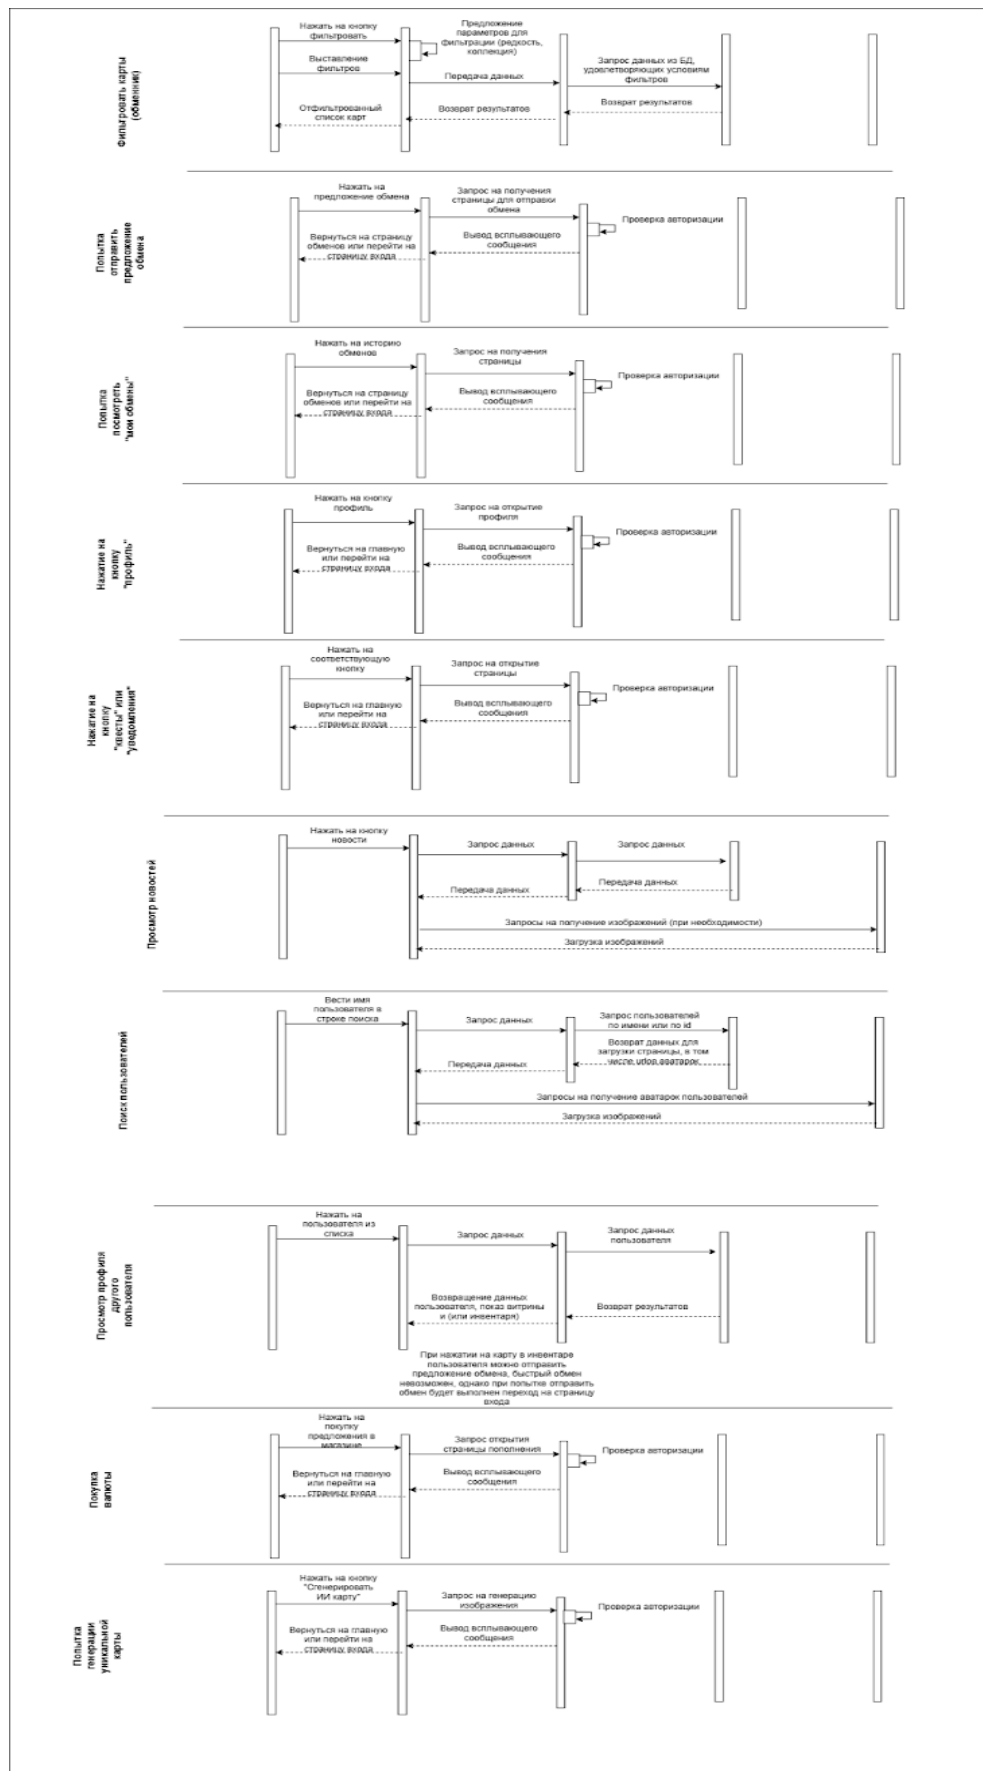 Фильтровать карты
(обменник)
Нажать на кнопку
фильтровать
Предложение
параметров для
фильтрации (редкость,
коллекция)
Выставление
фильтров
Передача данных
Запрос данных из БД,
удовлетворяющих условиям
фильтров
Возврат результатов
Возврат результатов
Отфильтрованный
список карт
Попытка
отправить
предложение
обмена
Нажать на
предложение обмена
Запрос на получения
страницы для отправки
обмена
Проверка авторизации
Вывод всплывающего
сообщения
Вернуться на страницу
обменов или перейти на
страницу входа
Попытка
посмотреть
"мои обмены"
Нажать на историю
обменов
Запрос на получения
страницы
Проверка авторизации
Вывод всплывающего
сообщения
Вернуться на страницу
обменов или перейти на
страницу входа
Нажатие на
кнопку
"профиль"
Нажать на кнопку
профиль
Запрос на открытие
профиля
Проверка авторизации
Вывод всплывающего
сообщения
Вернуться на главную
или перейти на
страницу входа
Нажатие на
кнопку
"квесты" или
"уведомления"
Нажать на
соответствующую
кнопку
Запрос на открытие
страницы
Проверка авторизации
Вывод всплывающего
сообщения
Вернуться на главную
или перейти на
страницу входа
Просмотр новостей
Нажать на кнопку
новости
Запрос данных
Запрос данных
Передача данных
Передача данных
Запросы на получение изображений (при необходимости)
Загрузка изображений
Поиск пользователей
Вести имя
пользователя в
строке поиска
Запрос данных
Запрос пользователей
по имени или по id
Возврат данных для
загрузки страницы, в том
числе urlов аватарок
Передача данных
Запросы на получение аватарок пользователей
Загрузка изображений
Просмотр профиля
другого
пользователя
Нажать на
пользователя из
списка
Запрос данных
Запрос данных
пользователя
Возвращение данных
пользователя, показ витрины
и (или инвентаря)
Возврат результатов
При нажатии на карту в инвентаре
пользователя можно отправить
предложение обмена, быстрый обмен
невозможен, однако при попытке отправить
обмен будет выполнен переход на страницу
входа
Покупка
валюты
Нажать на
покупку
предложения в
магазине
Запрос открытия
страницы пополнения
Проверка авторизации
Вывод всплывающего
сообщения
Вернуться на главную
или перейти на
страницу входа
Попытка
генерации
уникальной
карты
Нажать на кнопку
"Сгенерировать
ИИ карту"
Запрос на генерацию
изображения
Проверка авторизации
Вывод всплывающего
сообщения
Вернуться на главную
или перейти на
страницу входа